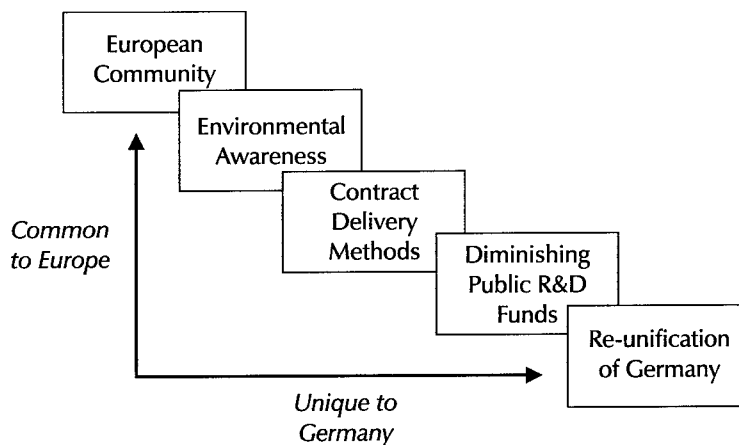 European
Community
Environmental
Awareness
Contract
Delivery
Methods
Common
to Europe
Diminishing
Public R&D
Funds
Re-unification
of Germany
Unique to
Germany